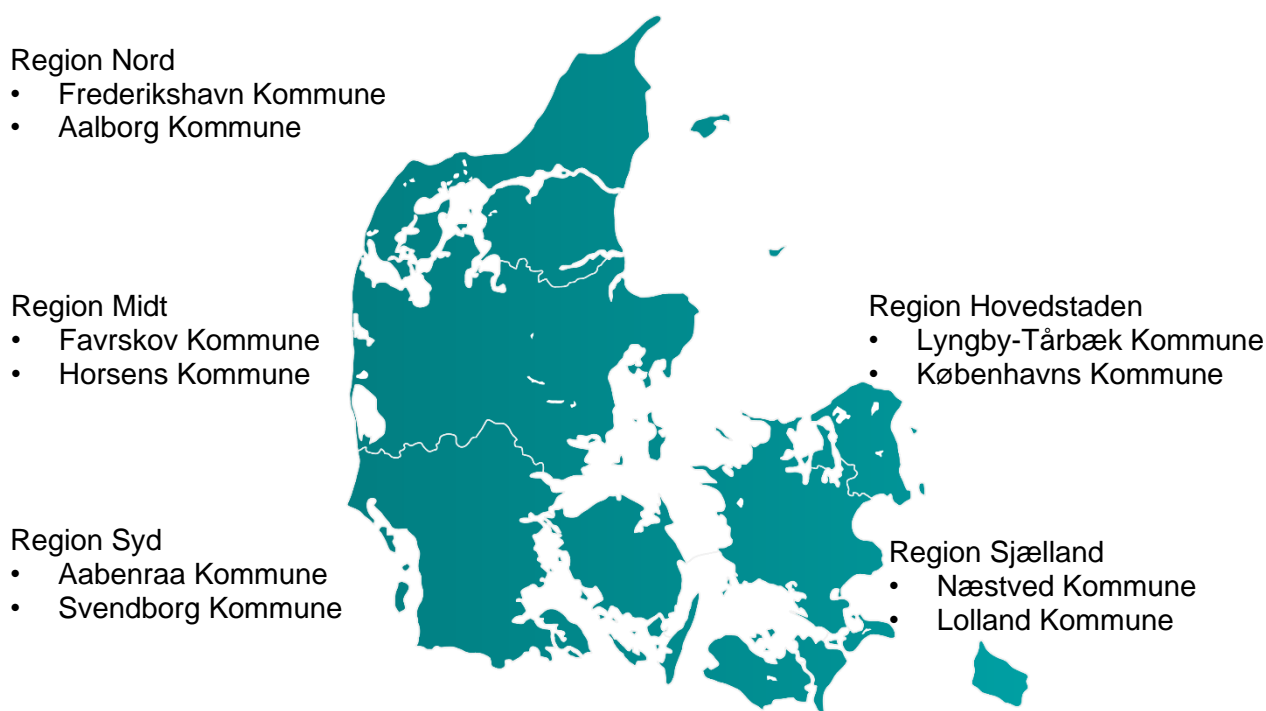 Region Nord
• Frederikshavn Kommune
• Aalborg Kommune
Region Midt
• Favrskov Kommune
• Horsens Kommune
Region Hovedstaden
• Lyngby-Tårbæk Kommune
• Københavns Kommune
Region Syd
• Aabenraa Kommune
• Svendborg Kommune
Region Sjælland
• Næstved Kommune
• Lolland Kommune